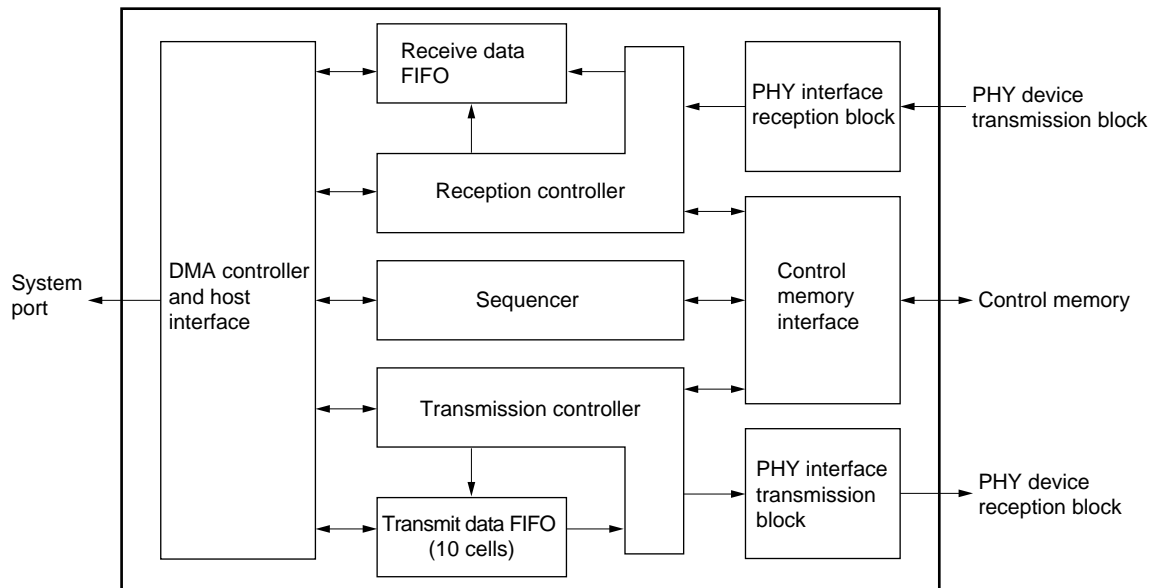 Receive data
FIFO
PHY interface
reception block
PHY device
transmission block
Reception controller
System
port
DMA controller
and host
interface
Sequencer
Control
memory
interface
Control memory
Transmission controller
PHY interface
transmission
block
PHY device
reception block
Transmit data FIFO
(10 cells)